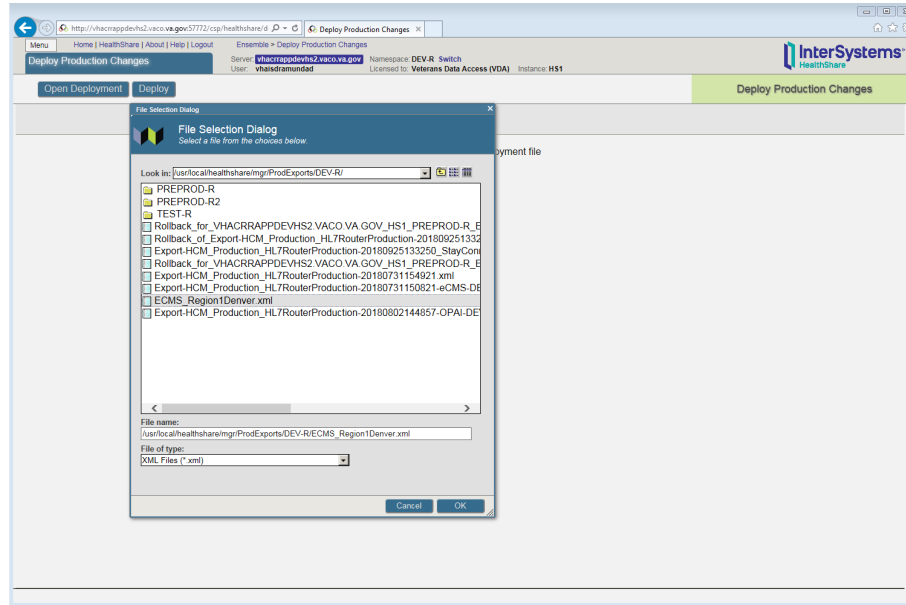 http://vhacrrappdevhs2.vaco.va.gov:57772/csp/healthshare/d
Deploy Production Changes
Menu Home | HealthShare | About | Help | Logout Ensemble > Deploy Production Changes
Deploy Production Changes
Server: vhacrrappdevhs2.vaco.va.gov Namespace: DEV-R Switch
User: vhaisdramundad Licensed to: Veterans Data Access (VDA) Instance: HS1
InterSystems
HealthShare
Open Deployment Deploy
Deploy Production Changes
File Selection Dialog
File Selection Dialog
Select a file from the choices below.
oyment file
Look in: /usr/local/healthshare/mgr/ProdExports/DEV-R/
PREPROD-R
PREPROD-R2
TEST-R
Rollback_for_VHACRRAPPDEVHS2.VACO.VA.GOV_HS1_PREPROD-R_E
Rollback_of_Export-HCM_Production_HL7RouterProduction-201809251332
Export-HCM_Production_HL7RouterProduction-20180925133250_StayConn
Rollback_for_VHACRRAPPDEVHS2.VACO.VA.GOV_HS1_PREPROD-R_E
Export-HCM_Production_HL7RouterProduction-20180731154921.xml
Export-HCM_Production_HL7RouterProduction-20180731150821-eCMS-DE
ECMS_Region1Denver.xml
Export-HCM_Production_HL7RouterProduction-20180802144857-OPAI-DE
File name:
/usr/local/healthshare/mgr/ProdExports/DEV-R/ECMS_Region1Denver.xml
File of type:
XML Files (*.xml)
Cancel OK